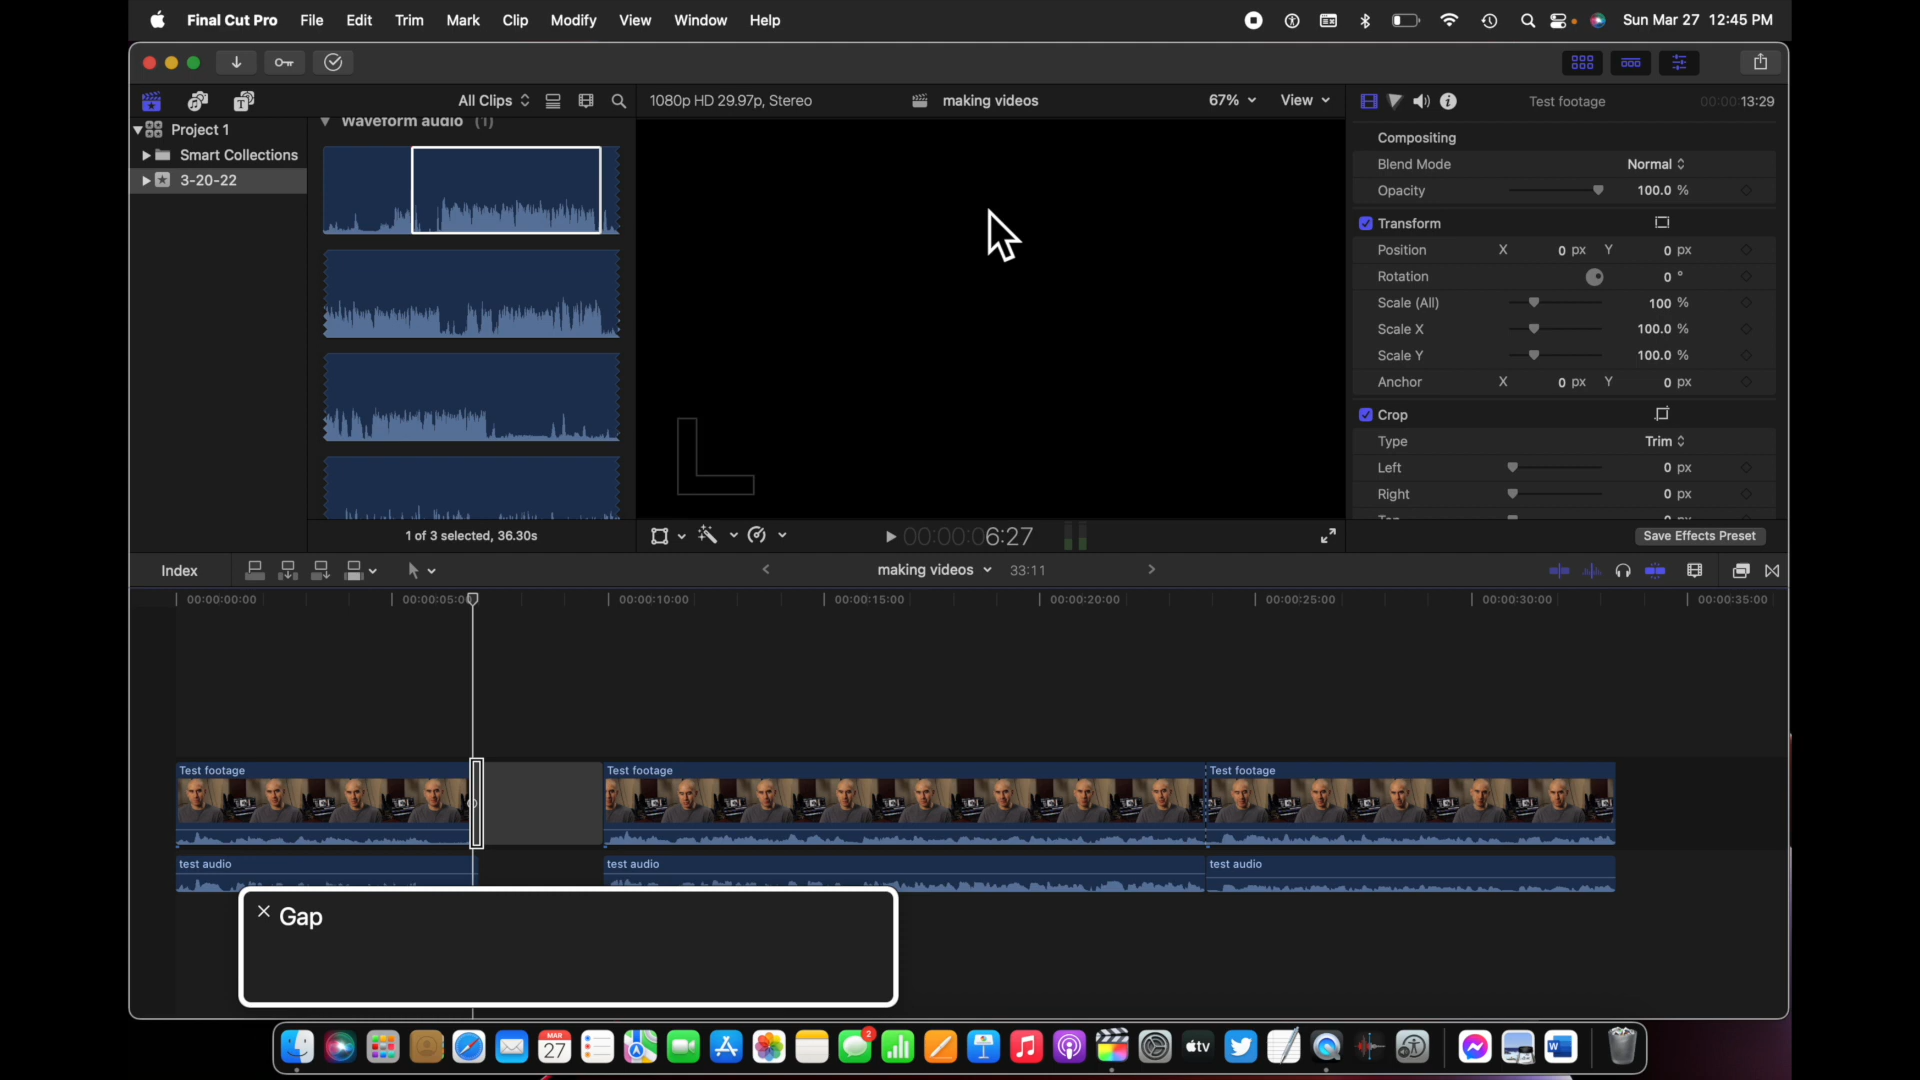 Final Cut Pro File Edit Trim Mark Clip Modify View Window Help Sun Mar 27 12:45 PM
All Clips 1080p HD 29.97p, Stereo making videos 67% View Test footage 00:00:13:29
Project 1
Smart Collections
3-20-22
Waveform audio (1)
1 of 3 selected, 36.30s
00:00:00:06:27
Compositing
Blend Mode Normal
Opacity 100.0 %
Transform
Position X 0 px Y 0 px
Rotation 0 °
Scale (All) 100 %
Scale X 100.0 %
Scale Y 100.0 %
Anchor X 0 px Y 0 px
Crop
Type Trim
Left 0 px
Right 0 px
Save Effects Preset
Index making videos 33:11
00:00:00:00 00:00:05:00 00:00:10:00 00:00:15:00 00:00:20:00 00:00:25:00 00:00:30:00 00:00:35:00
Test footage Test footage Test footage
test audio test audio test audio
Gap
MAR
27
2
tv
W